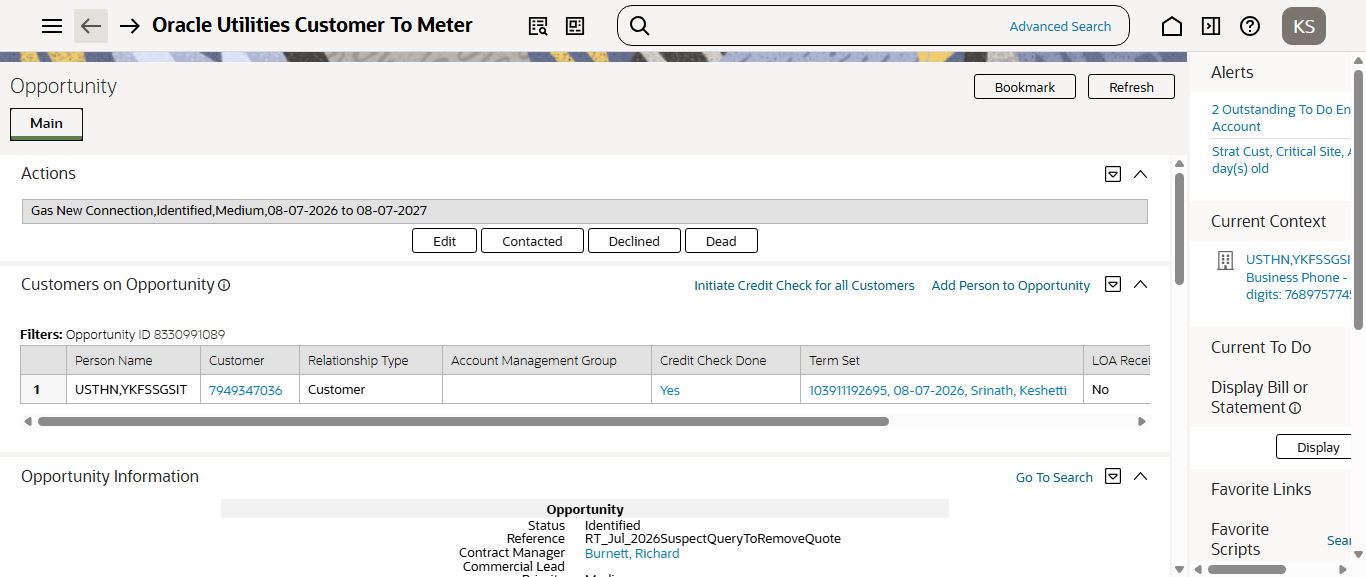 Oracle Utilities Customer To Meter
Advanced Search
KS
Opportunity
Bookmark
Refresh
Main
Actions
Gas New Connection,Identified,Medium,08-07-2026 to 08-07-2027
Edit
Contacted
Declined
Dead
Customers on Opportunity
Initiate Credit Check for all Customers
Add Person to Opportunity
Filters: Opportunity ID 8330991089
Person Name Customer Relationship Type Account Management Group Credit Check Done Term Set LOA Recei
1 USTHN,YKFSSGSIT 7949347036 Customer Yes 103911192695, 08-07-2026, Srinath, Keshetti No
Opportunity Information
Go To Search
Opportunity
Status Identified
Reference RT_Jul_2026SuspectQueryToRemoveQuote
Contract Manager Burnett, Richard
Commercial Lead
Alerts
2 Outstanding To Do En
Account
Strat Cust, Critical Site,
day(s) old
Current Context
USTHN,YKFSSGSI
Business Phone -
digits: 768975774
Current To Do
Display Bill or
Statement
Display
Favorite Links
Favorite
Scripts
Sear